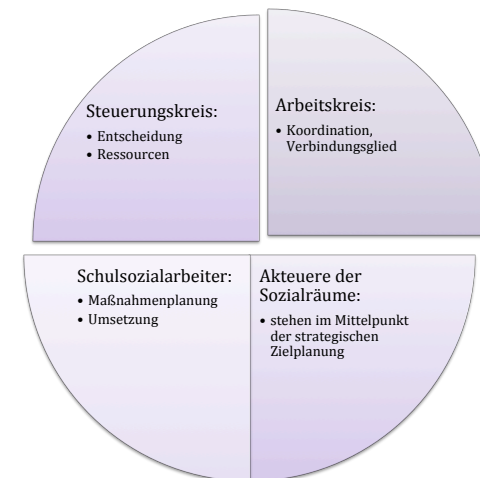 Steuerungskreis:
• Entscheidung
• Ressourcen
Arbeitskreis:
• Koordination,
Verbindungsglied
Schulsozialarbeiter:
• Maßnahmenplanung
• Umsetzung
Akteuere der
Sozialräume:
• stehen im Mittelpunkt
der strategischen
Zielplanung